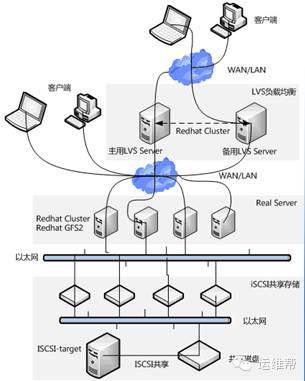 客户端
客户端
WAN/LAN
LVS负载均衡
Redhat Cluster
主用LVS Server
备用LVS Server
WAN/LAN
Real Server
Redhat Cluster
Redhat GFS2
以太网
iSCSI共享存储
以太网
ISCSI-target
ISCSI共享
运维帮